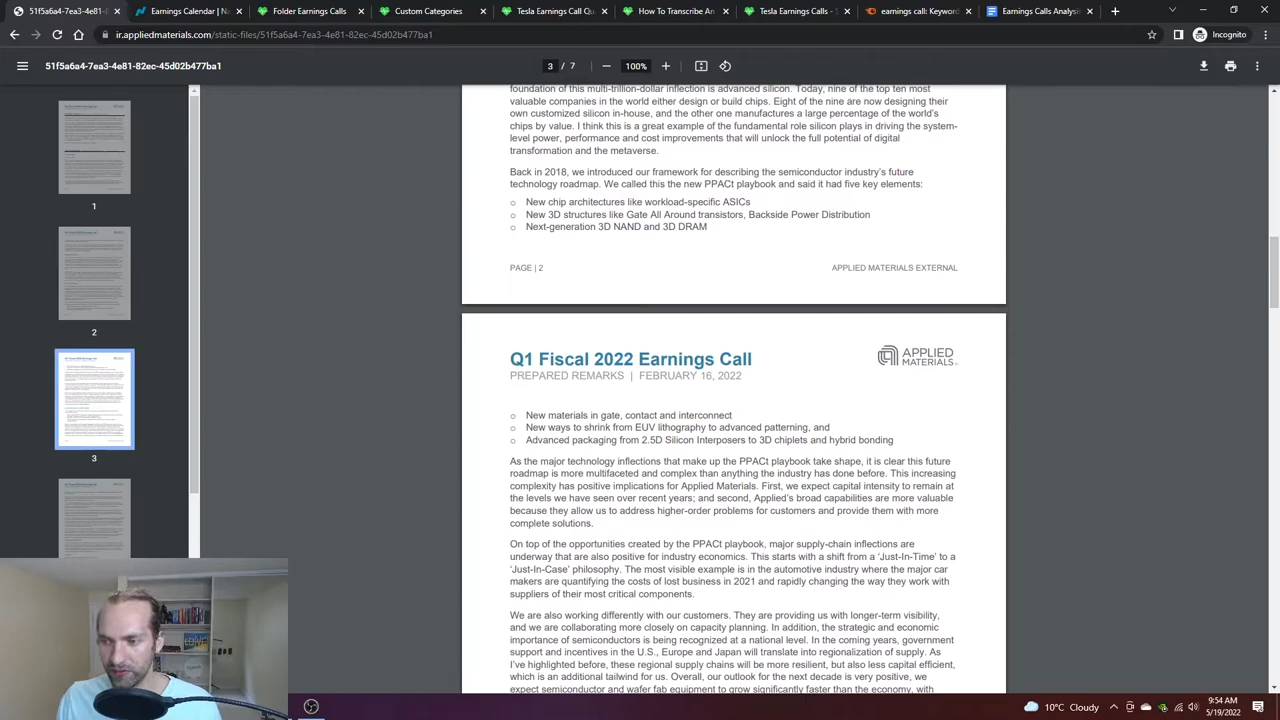 Earnings Calendar
Custom Categories
Custom Categories
Custom Categories
Custom Categories
Earnings Calls Analyst
applied
appliedmaterials.com/static-files/51f5a6a4-7e3a-4e81-82ec-45d02b477ba1
Incognito
51f5a6a4-7e3a-4e81-82ec-45d02b477ba1
3 / 7
100%
foundation of this multi-trillion-dollar inflection is advanced silicon. Today, nine of the top ten most
valuable companies in the world either design or build chips. Eight of the nine are now designing their
own customized silicon in-house, and the other one manufactures a large percentage of the world's
chips by value. I think this is a great example of the fundamental role silicon plays in driving the system-
level power, performance and cost improvements that will unlock the full potential of digital
transformation and the metaverse.
Back in 2018, we introduced our framework for describing the semiconductor industry's future
technology roadmap. We called this the new PPACt playbook and said it had five key elements:
o New chip architectures like workload-specific ASICs
o New 3D structures like Gate All Around transistors, Backside Power Distribution
o Next-generation 3D NAND and 3D DRAM
PAGE | 2
APPLIED MATERIALS EXTERNAL
Q1 Fiscal 2022 Earnings Call
APPLIED
MATERIALS
PREPARED REMARKS | FEBRUARY 16, 2022
o New materials in gate, contact and interconnect
o New ways to shrink from EUV lithography to advanced patterning, and
o Advanced packaging from 2.5D Silicon Interposers to 3D chiplets and hybrid bonding
As the major technology inflections that make up the PPACt playbook take shape, it is clear this future
roadmap is more multifaceted and complex than anything the industry has done before. This increasing
complexity has positive implications for Applied Materials. First, we expect capital intensity to remain at
the levels we have seen over recent years; and second, Applied's broad capabilities are more valuable
because they allow us to address higher-order problems for customers and provide them with more
complete solutions.
On top of the opportunities created by the PPACt playbook, major supply-chain inflections are
underway that are also positive for industry economics. This starts with a shift from a 'Just-In-Time' to a
'Just-In-Case' philosophy. The most visible example is in the automotive industry where the major car
makers are quantifying the costs of lost business in 2021 and rapidly changing the way they work with
suppliers of their most critical components.
We are also working differently with our customers. They are providing us with longer-term visibility,
and we are collaborating more closely on capacity planning. In addition, the strategic and economic
importance of semiconductors is being recognized at a national level. In the coming years, government
support and incentives in the U.S., Europe and Japan will translate into regionalization of supply. As
I've highlighted before, these regional supply chains will be more resilient, but also less capital efficient,
which is an additional tailwind for us. Overall, our outlook for the next decade is very positive, we
expect semiconductor and wafer fab equipment to grow significantly faster than the economy, with
1
2
3
10°C Cloudy
9:54 AM
5/19/2022